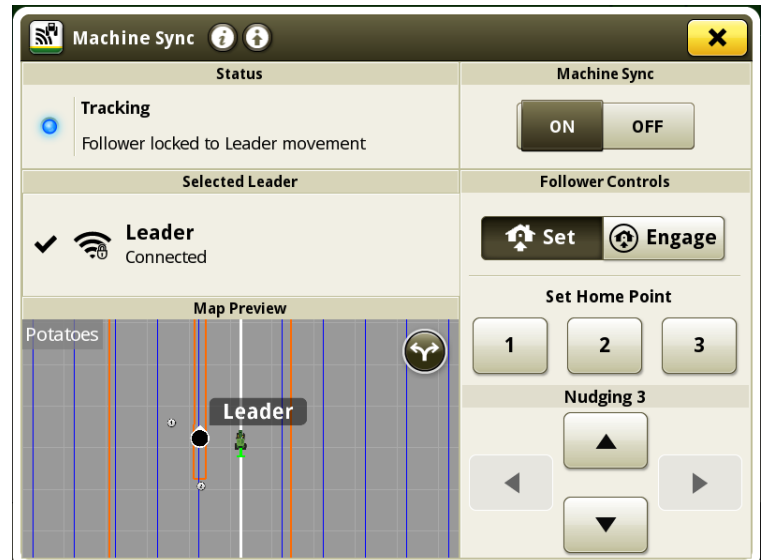 Machine Sync
Status
Tracking
Follower locked to Leader movement
Selected Leader
Leader
Connected
Map Preview
Potatoes
Leader
Machine Sync
ON OFF
Follower Controls
Set Engage
Set Home Point
1 2 3
Nudging 3